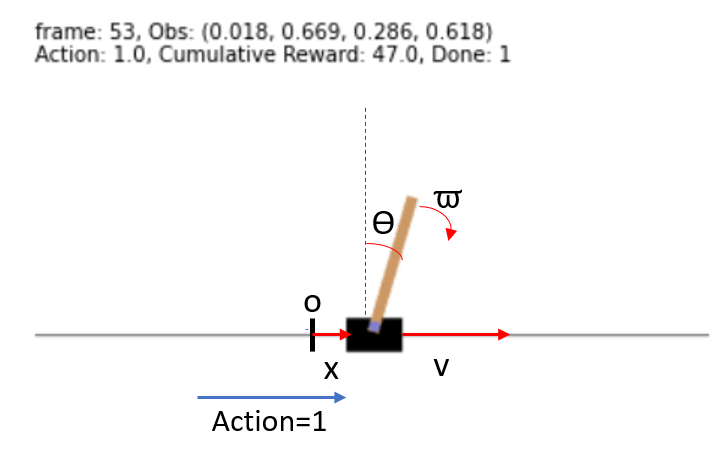 frame: 53, Obs: (0.018, 0.669, 0.286, 0.618)
Action: 1.0, Cumulative Reward: 47.0, Done: 1
ϖ
Θ
O
x
v
Action=1